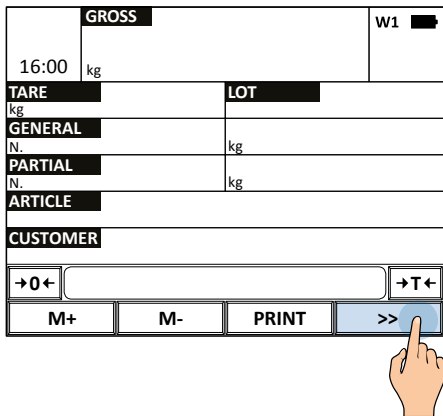 GROSS
W1
16:00 kg
TARE LOT
kg
GENERAL
N. kg
PARTIAL
N. kg
ARTICLE
CUSTOMER
→0← →T←
M+ M- PRINT >>